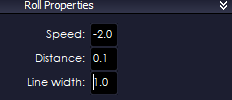 Roll Properties
Speed: -2.0
Distance: 0.1
Line width: 1.0